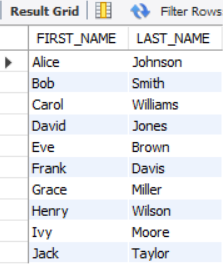 Result Grid Filter Rows
FIRST_NAME LAST_NAME
Alice Johnson
Bob Smith
Carol Williams
David Jones
Eve Brown
Frank Davis
Grace Miller
Henry Wilson
Ivy Moore
Jack Taylor